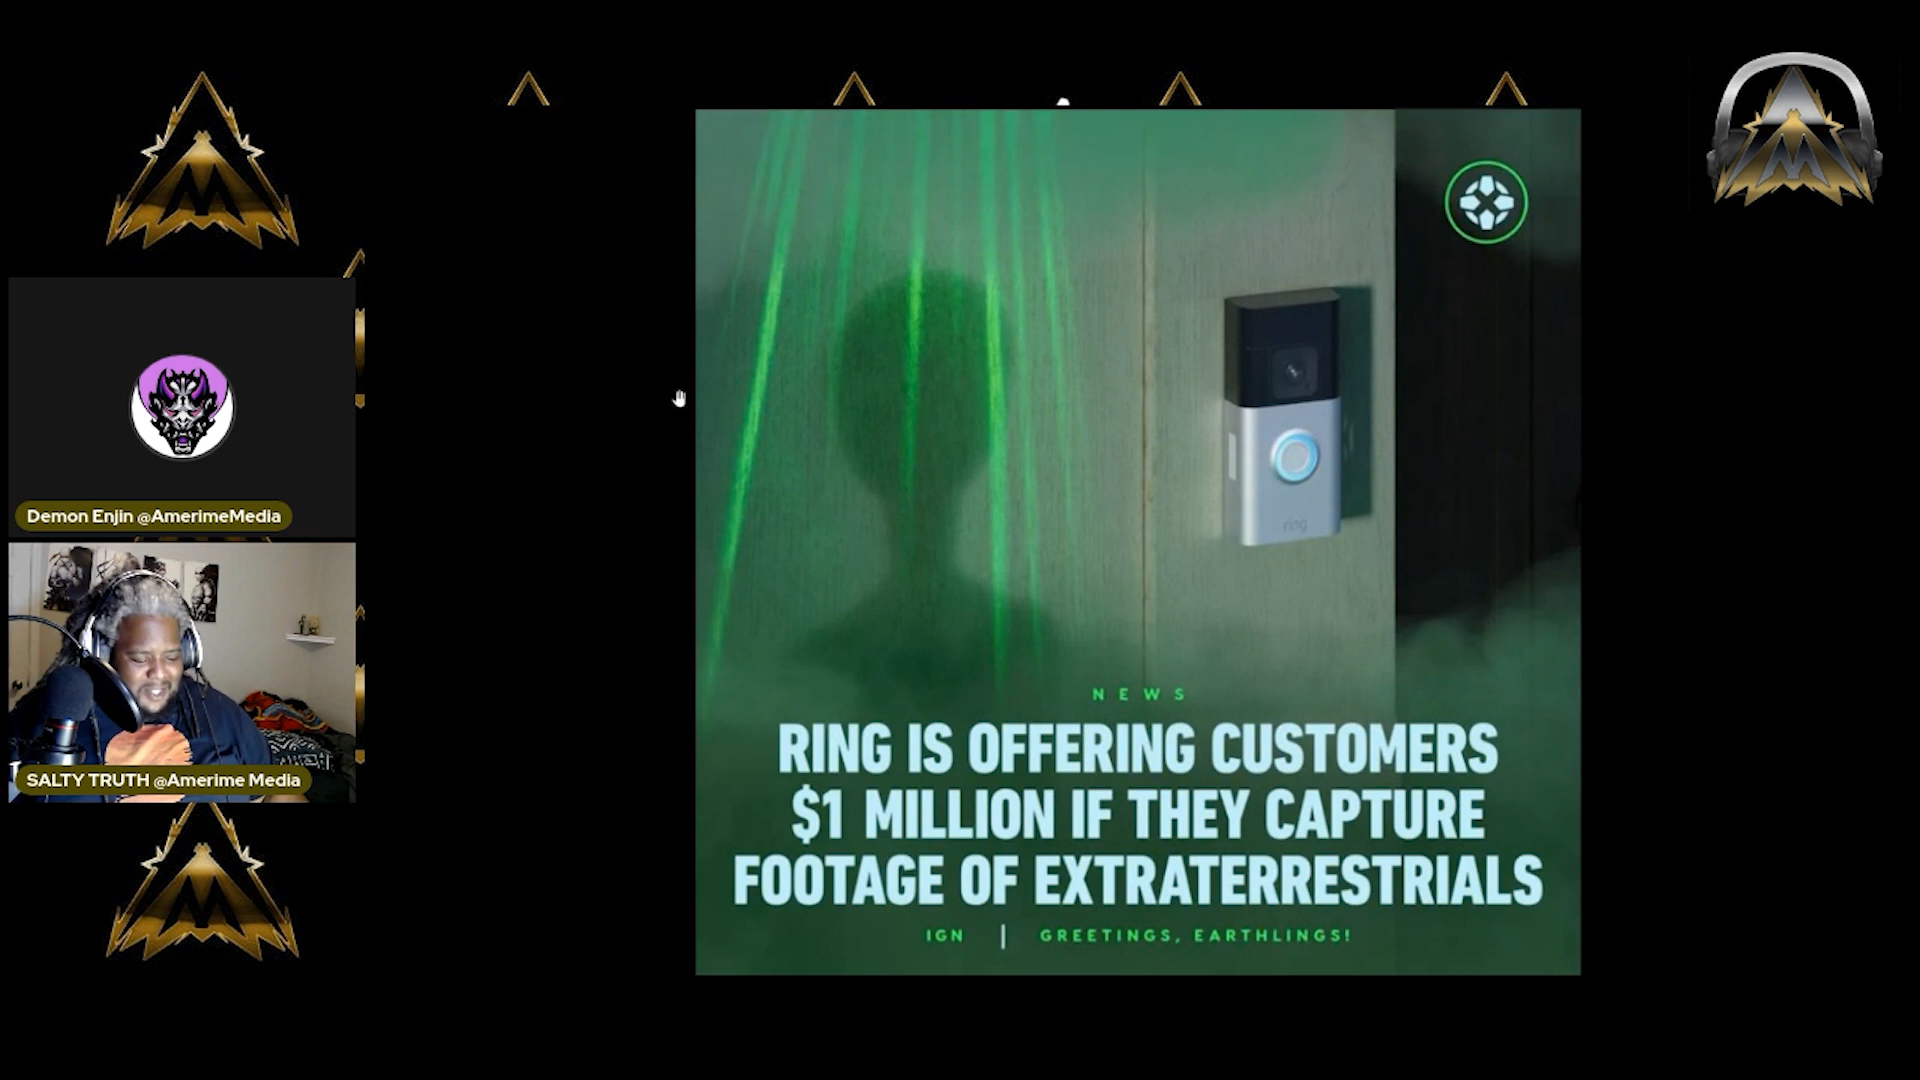 Demon Enjin @AmerimeMedia
SALTY TRUTH @Amerime Media
ring
NEWS
RING IS OFFERING CUSTOMERS
$1 MILLION IF THEY CAPTURE
FOOTAGE OF EXTRATERRESTRIALS
IGN | GREETINGS, EARTHLINGS!